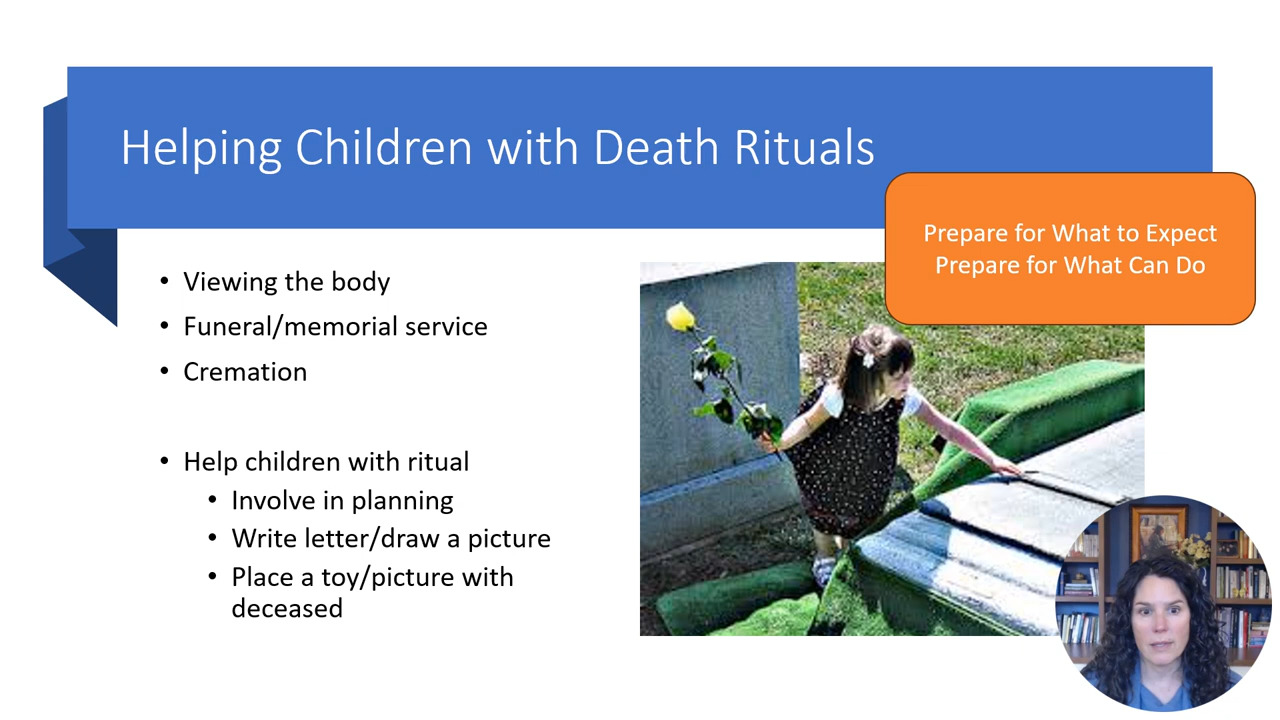 Helping Children with Death Rituals
Prepare for What to Expect
Prepare for What Can Do
• Viewing the body
• Funeral/memorial service
• Cremation
• Help children with ritual
• Involve in planning
• Write letter/draw a picture
• Place a toy/picture with
deceased